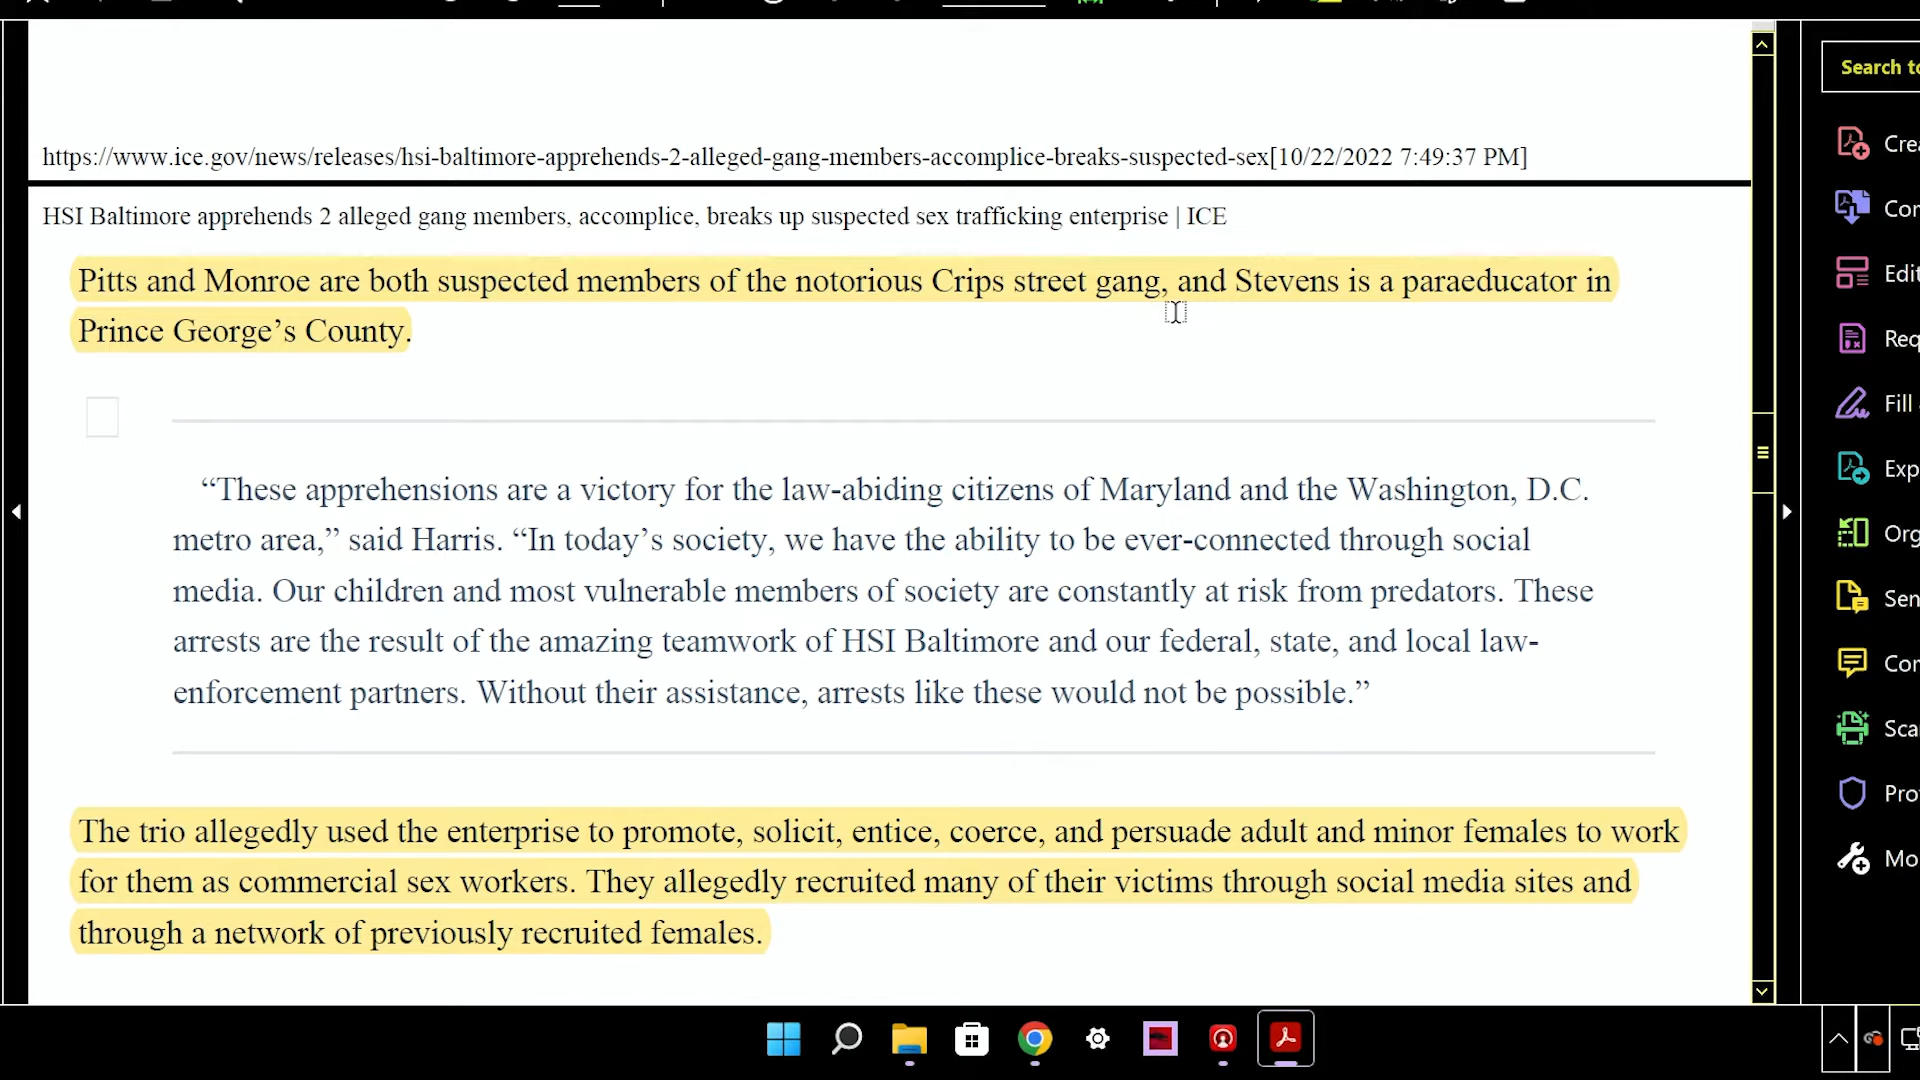 Search to
https://www.ice.gov/news/releases/hsi-baltimore-apprehends-2-alleged-gang-members-accomplice-breaks-suspected-sex[10/22/2022 7:49:37 PM]
HSI Baltimore apprehends 2 alleged gang members, accomplice, breaks up suspected sex trafficking enterprise | ICE
Pitts and Monroe are both suspected members of the notorious Crips street gang, and Stevens is a paraeducator in
Prince George’s County.
“These apprehensions are a victory for the law-abiding citizens of Maryland and the Washington, D.C.
metro area,” said Harris. “In today’s society, we have the ability to be ever-connected through social
media. Our children and most vulnerable members of society are constantly at risk from predators. These
arrests are the result of the amazing teamwork of HSI Baltimore and our federal, state, and local law-
enforcement partners. Without their assistance, arrests like these would not be possible.”
The trio allegedly used the enterprise to promote, solicit, entice, coerce, and persuade adult and minor females to work
for them as commercial sex workers. They allegedly recruited many of their victims through social media sites and
through a network of previously recruited females.
Crea
Com
Edit
Req
Fill
Exp
Org
Sen
Com
Scan
Prot
Mo